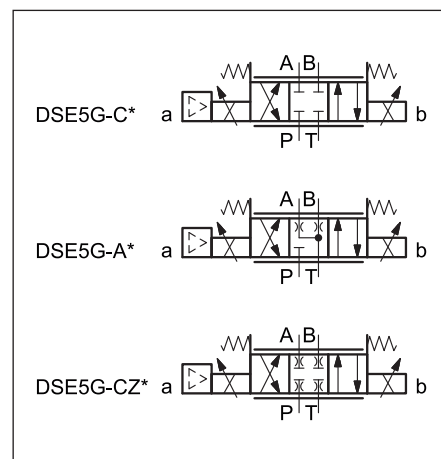 A B
DSE5G-C* a b
P T
A B
DSE5G-A* a b
P T
A B
DSE5G-CZ* a b
P T